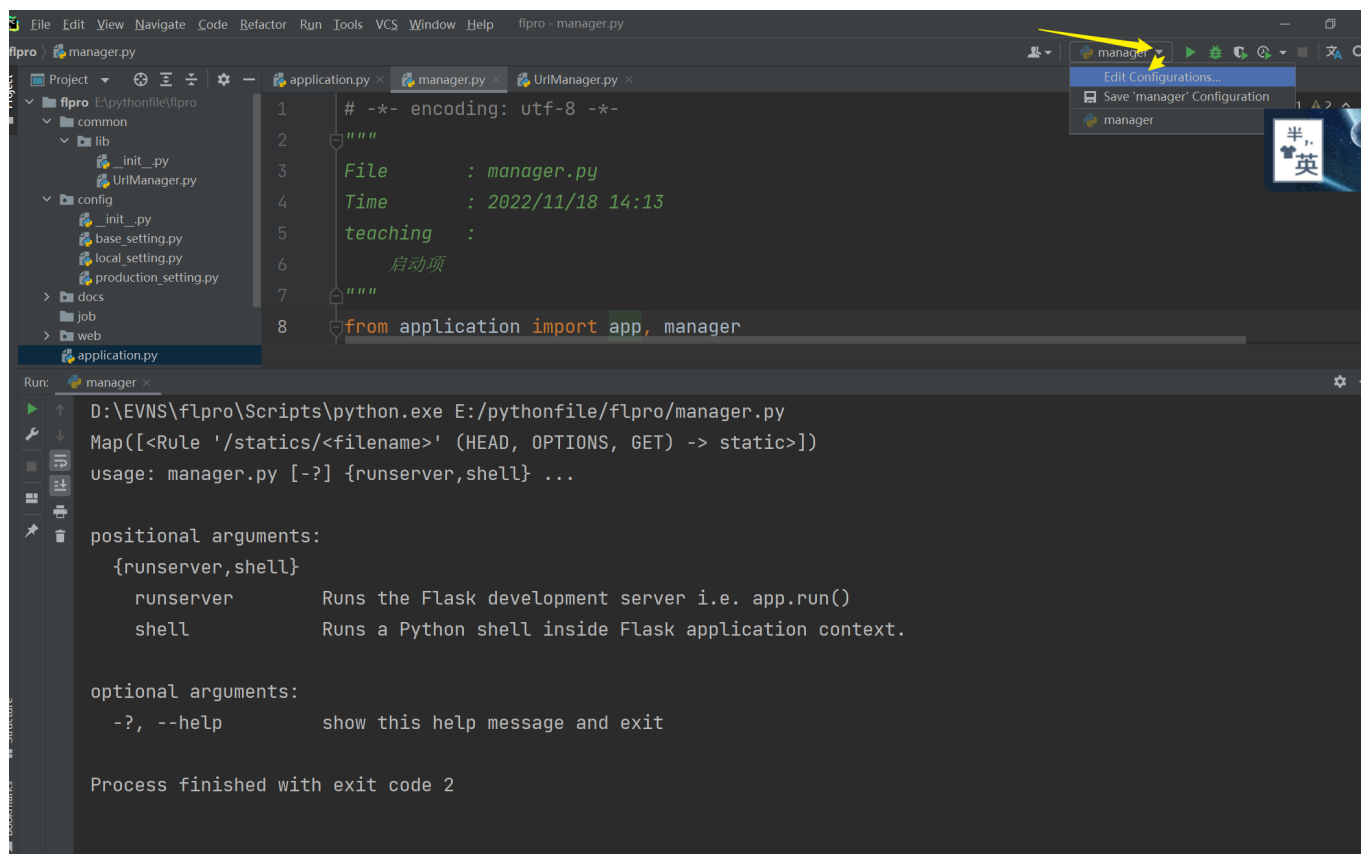 File Edit View Navigate Code Refactor Run Tools VCS Window Help flpro - manager.py
flpro manager.py
manager
Edit Configurations...
Save 'manager' Configuration
manager
Project
application.py
manager.py
UrlManager.py
flpro E:\pythonfile\flpro
common
lib
__init__.py
UrlManager.py
config
__init__.py
base_setting.py
local_setting.py
production_setting.py
docs
job
web
application.py
1 # -*- encoding: utf-8 -*-
2 """
3 File : manager.py
4 Time : 2022/11/18 14:13
5 teaching :
6 启动项
7 """
8 from application import app, manager
半,,
英
Run: manager
D:\EVNS\flpro\Scripts\python.exe E:/pythonfile/flpro/manager.py
Map([<Rule '/statics/<filename>' (HEAD, OPTIONS, GET) -> static>])
usage: manager.py [-?] {runserver,shell} ...
positional arguments:
{runserver,shell}
runserver Runs the Flask development server i.e. app.run()
shell Runs a Python shell inside Flask application context.
optional arguments:
-?, --help show this help message and exit
Process finished with exit code 2